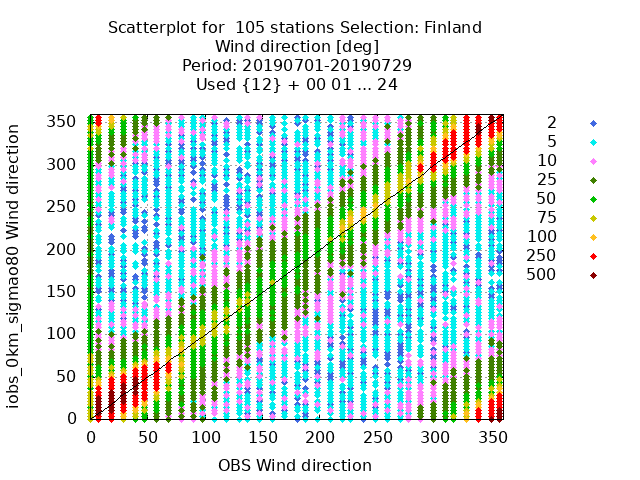 Scatterplot for  105 stations Selection: Finland
Wind direction [deg]
Period: 20190701-20190729
Used {12} + 00 01 ... 24
iobs_0km_sigmao80 Wind direction
350
300
250
200
150
100
50
0
0 50 100 150 200 250 300 350
OBS Wind direction
2
5
10
25
50
75
100
250
500